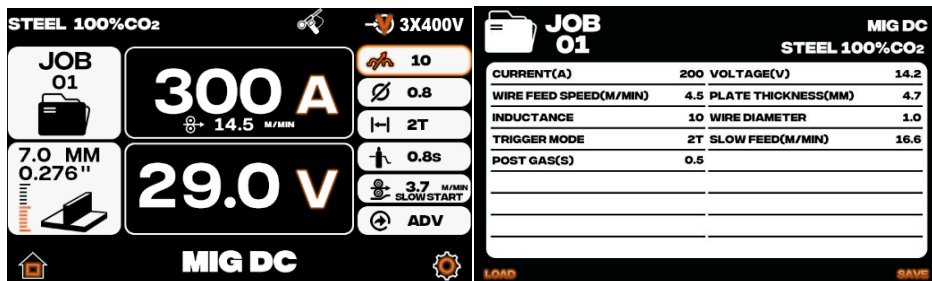 STEEL 100%CO2
3X400V
JOB
01
300 A
14.5 M/MIN
7.0 MM
0.276"
29.0 V
10
0.8
2T
0.8s
3.7 M/MIN
SLOW START
ADV
MIG DC
JOB
01
MIG DC
STEEL 100%CO2
CURRENT(A) 200 VOLTAGE(V) 14.2
WIRE FEED SPEED(M/MIN) 4.5 PLATE THICKNESS(MM) 4.7
INDUCTANCE 10 WIRE DIAMETER 1.0
TRIGGER MODE 2T SLOW FEED(M/MIN) 16.6
POST GAS(S) 0.5
LOAD SAVE